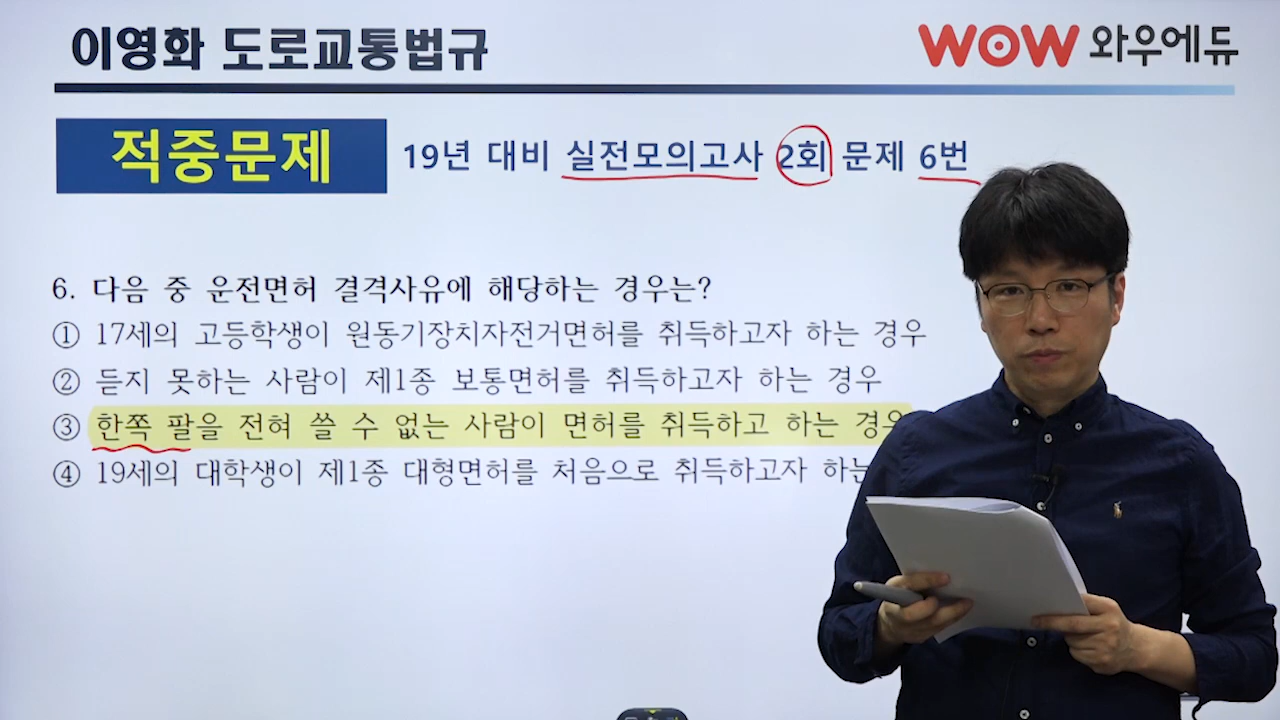 이영화 도로교통법규
WOW 와우에듀
적중문제
19년 대비 실전모의고사 2회 문제 6번
6. 다음 중 운전면허 결격사유에 해당하는 경우는?
① 17세의 고등학생이 원동기장치자전거면허를 취득하고자 하는 경우
② 듣지 못하는 사람이 제1종 보통면허를 취득하고자 하는 경우
③ 한쪽 팔을 전혀 쓸 수 없는 사람이 면허를 취득하고 하는 경우
④ 19세의 대학생이 제1종 대형면허를 처음으로 취득하고자 하는